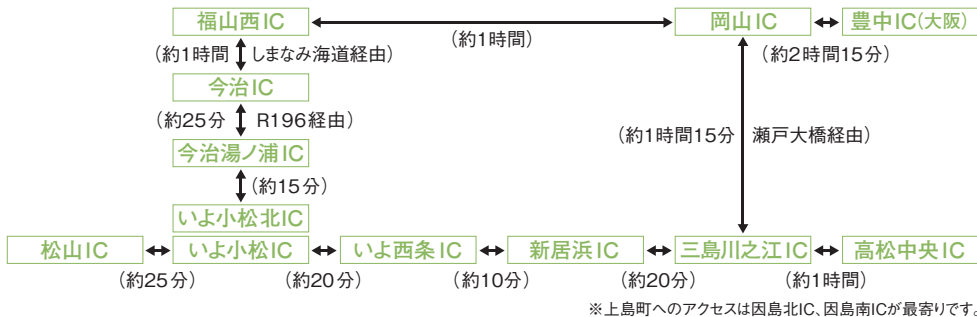 福山西IC
岡山IC
豊中IC(大阪)
(約1時間)
(約1時間 しまなみ海道経由)
(約2時間15分)
今治IC
(約25分 R196経由)
(約1時間15分 瀬戸大橋経由)
今治湯ノ浦IC
(約15分)
いよ小松北IC
松山IC
いよ小松IC
いよ西条IC
新居浜IC
三島川之江IC
高松中央IC
(約25分)
(約20分)
(約10分)
(約20分)
(約1時間)
※上島町へのアクセスは因島北IC、因島南ICが最寄りです。